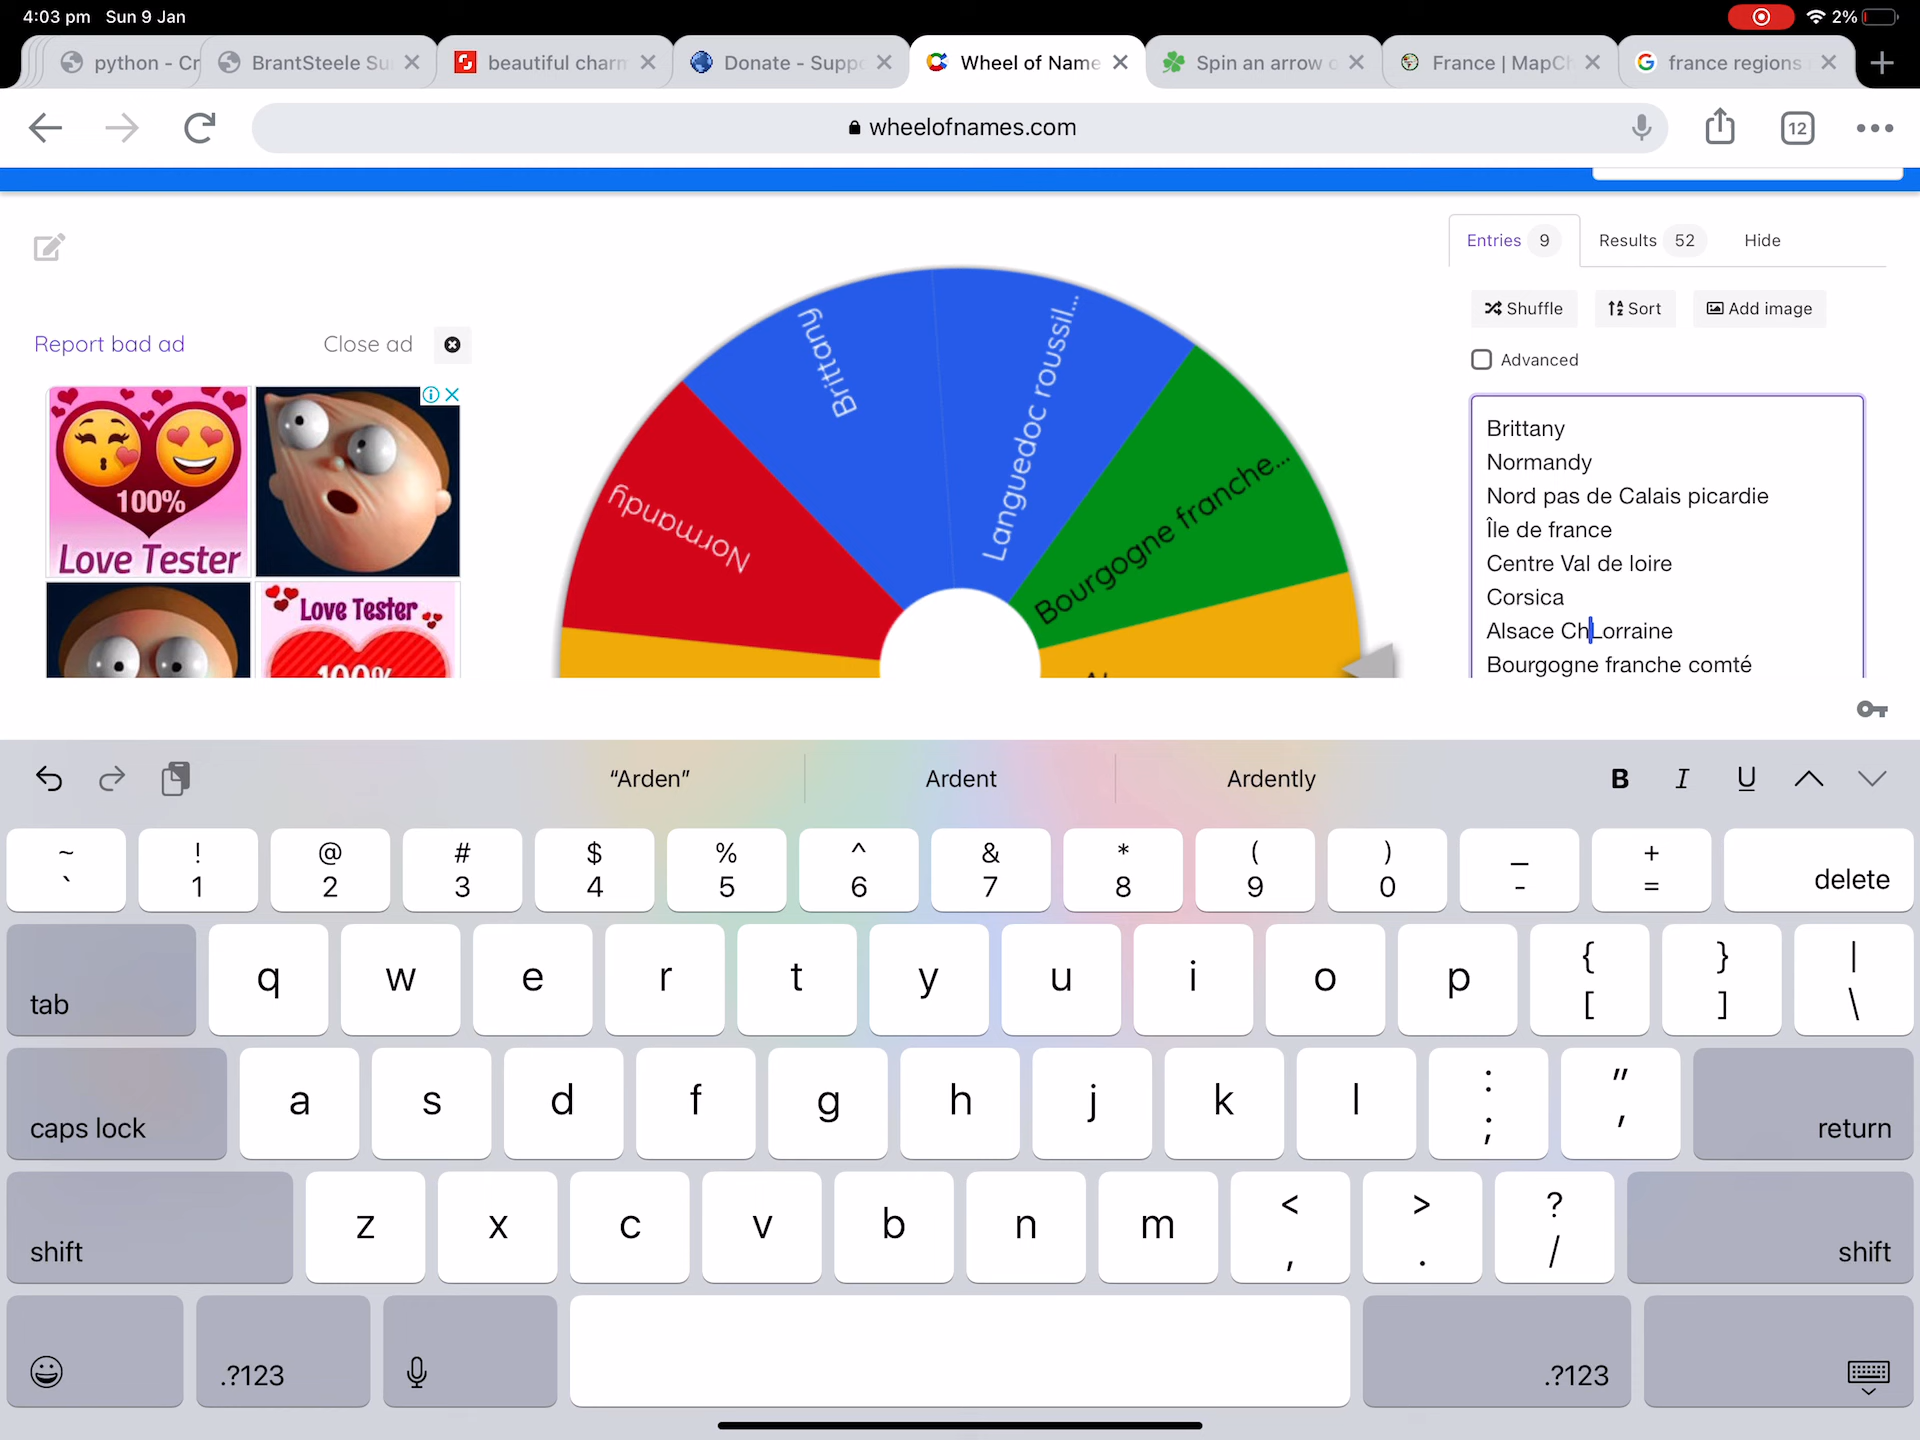 4:03 pm Sun 9 Jan
2%
python - Cr
BrantSteele Su
beautiful charm
Donate - Suppo
Wheel of Name
Spin an arrow o
France | MapCh
france regions
wheelofnames.com
12
Entries 9
Results 52
Hide
Shuffle
Sort
Add image
Advanced
Report bad ad
Close ad
100%
Love Tester
Love Tester
100%
Normandy
Brittany
Languedoc roussil...
Bourgogne franche...
Brittany
Normandy
Nord pas de Calais picardie
Île de france
Centre Val de loire
Corsica
Alsace ChLorraine
Bourgogne franche comté
“Arden”
Ardent
Ardently
B I U
~ ! @ # $ % ^ & * ( ) _ +
` 1 2 3 4 5 6 7 8 9 0 - = delete
tab q w e r t y u i o p { [ } ] | \
caps lock a s d f g h j k l : ; " ' return
shift z x c v b n m < , > . ? / shift
.?123 .?123